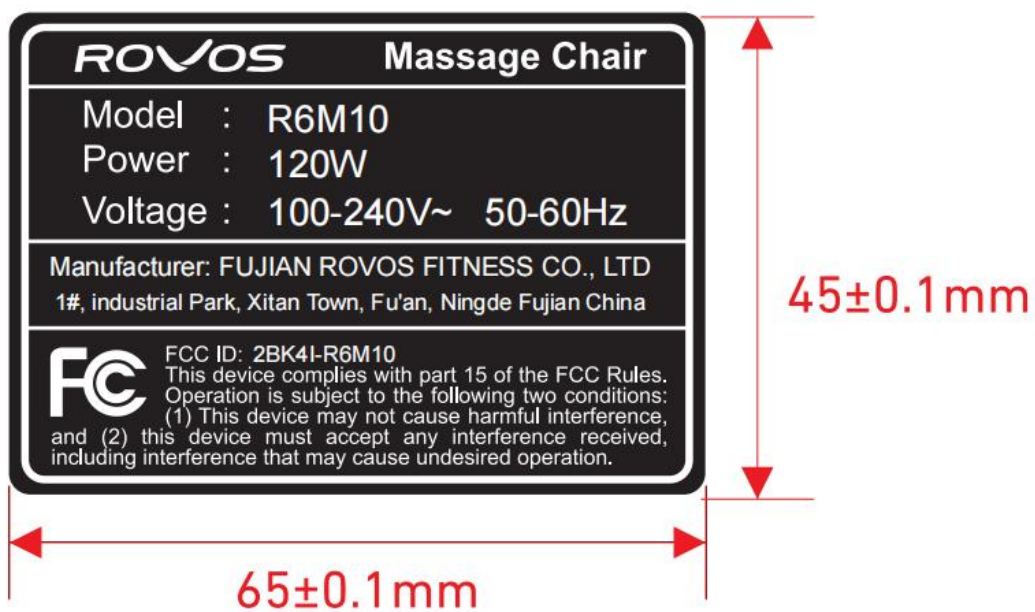 ROVOS Massage Chair
Model : R6M10
Power : 120W
Voltage : 100-240V~ 50-60Hz
Manufacturer: FUJIAN ROVOS FITNESS CO., LTD
1#, industrial Park, Xitan Town, Fu'an, Ningde Fujian China
FC FCC ID: 2BK4I-R6M10
This device complies with part 15 of the FCC Rules.
Operation is subject to the following two conditions:
(1) This device may not cause harmful interference,
and (2) this device must accept any interference received,
including interference that may cause undesired operation.
45±0.1mm
65±0.1mm